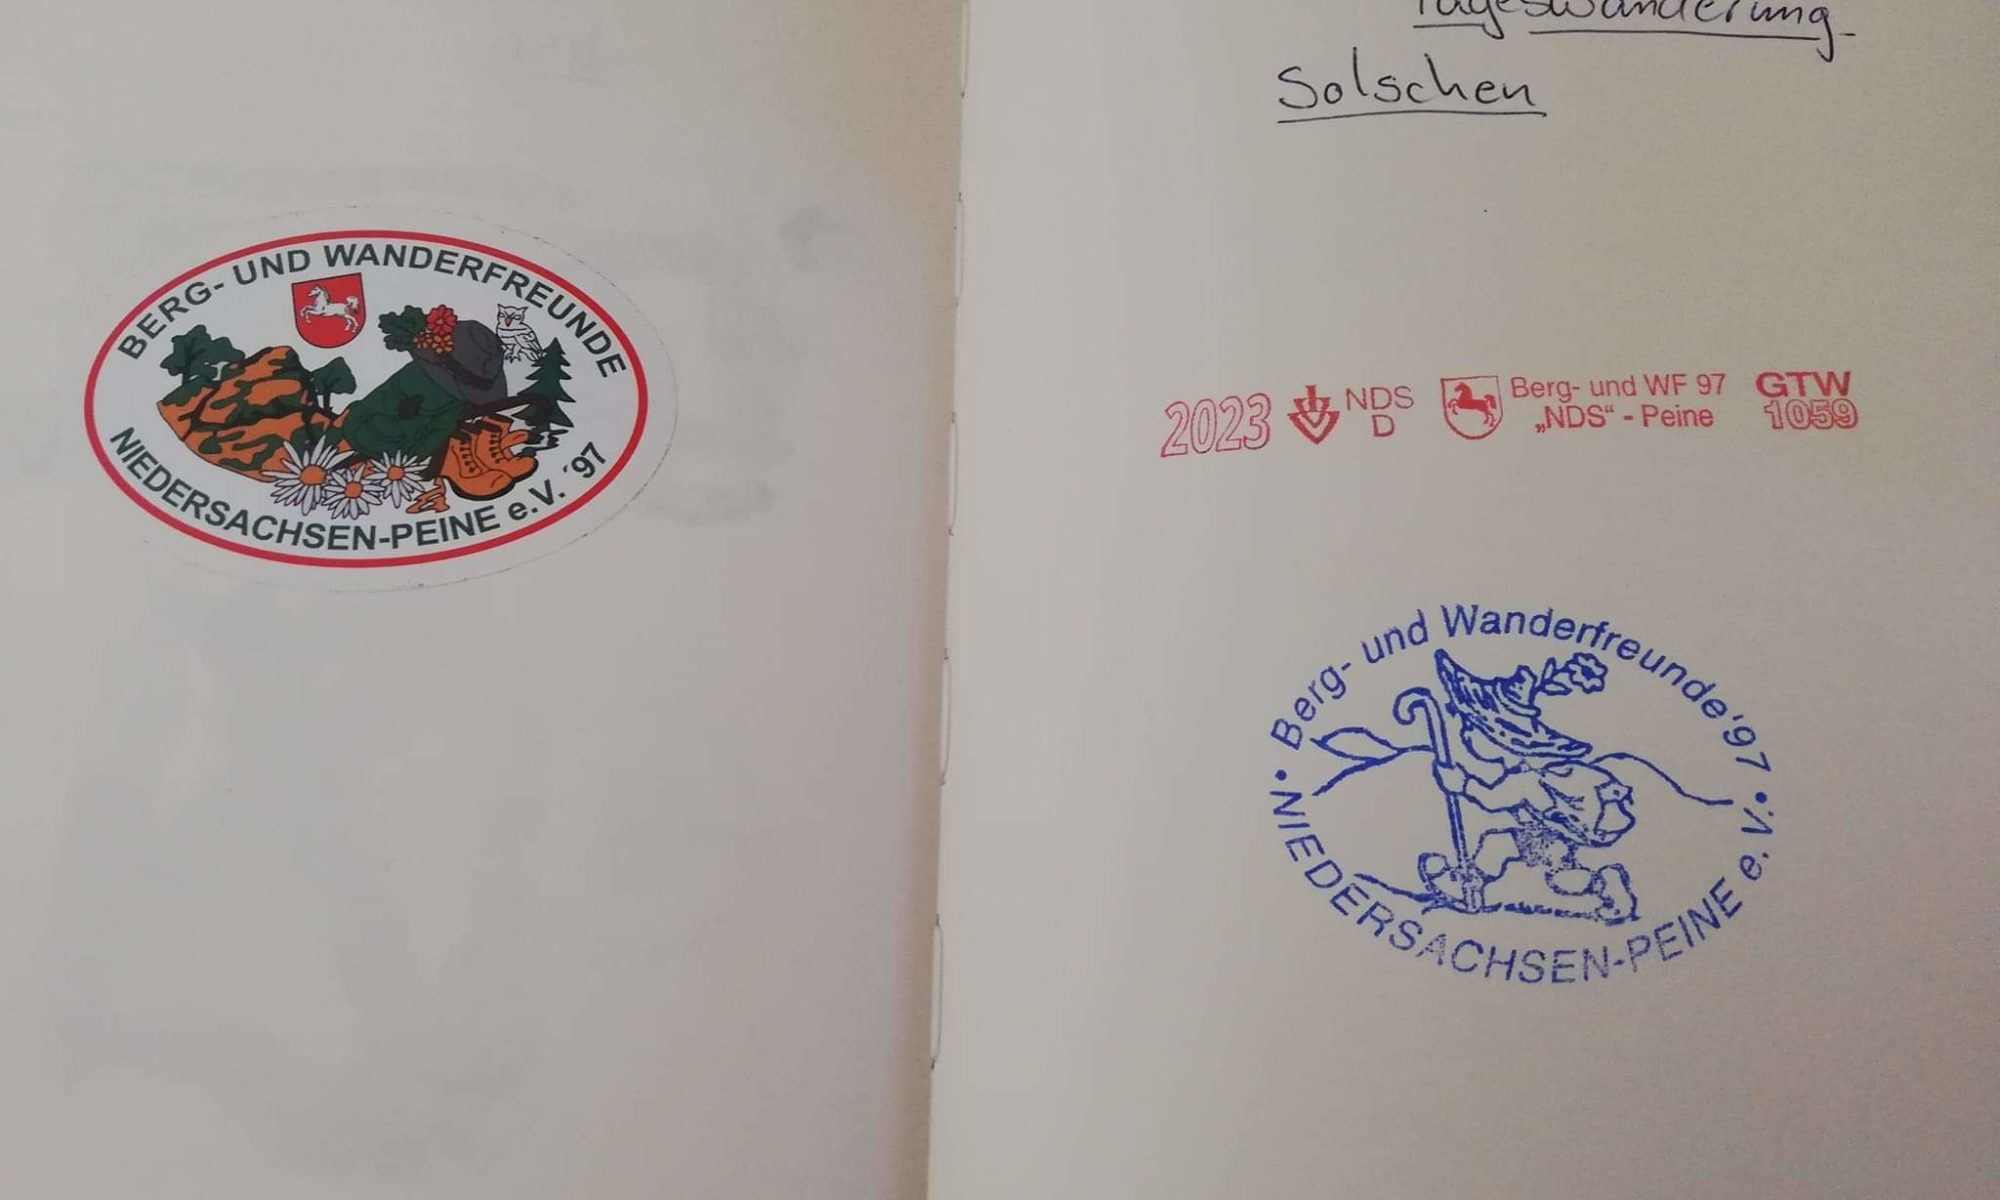 BERG- UND WANDERFREUNDE
NIEDERSACHSEN-PEINE e.V. '97
Tageswanderung
Solschen
2023 NDS D Berg- und WF 97 „NDS“ - Peine GTW 1059
Berg- und Wanderfreunde'97
NIEDERSACHSEN-PEINE e.V.